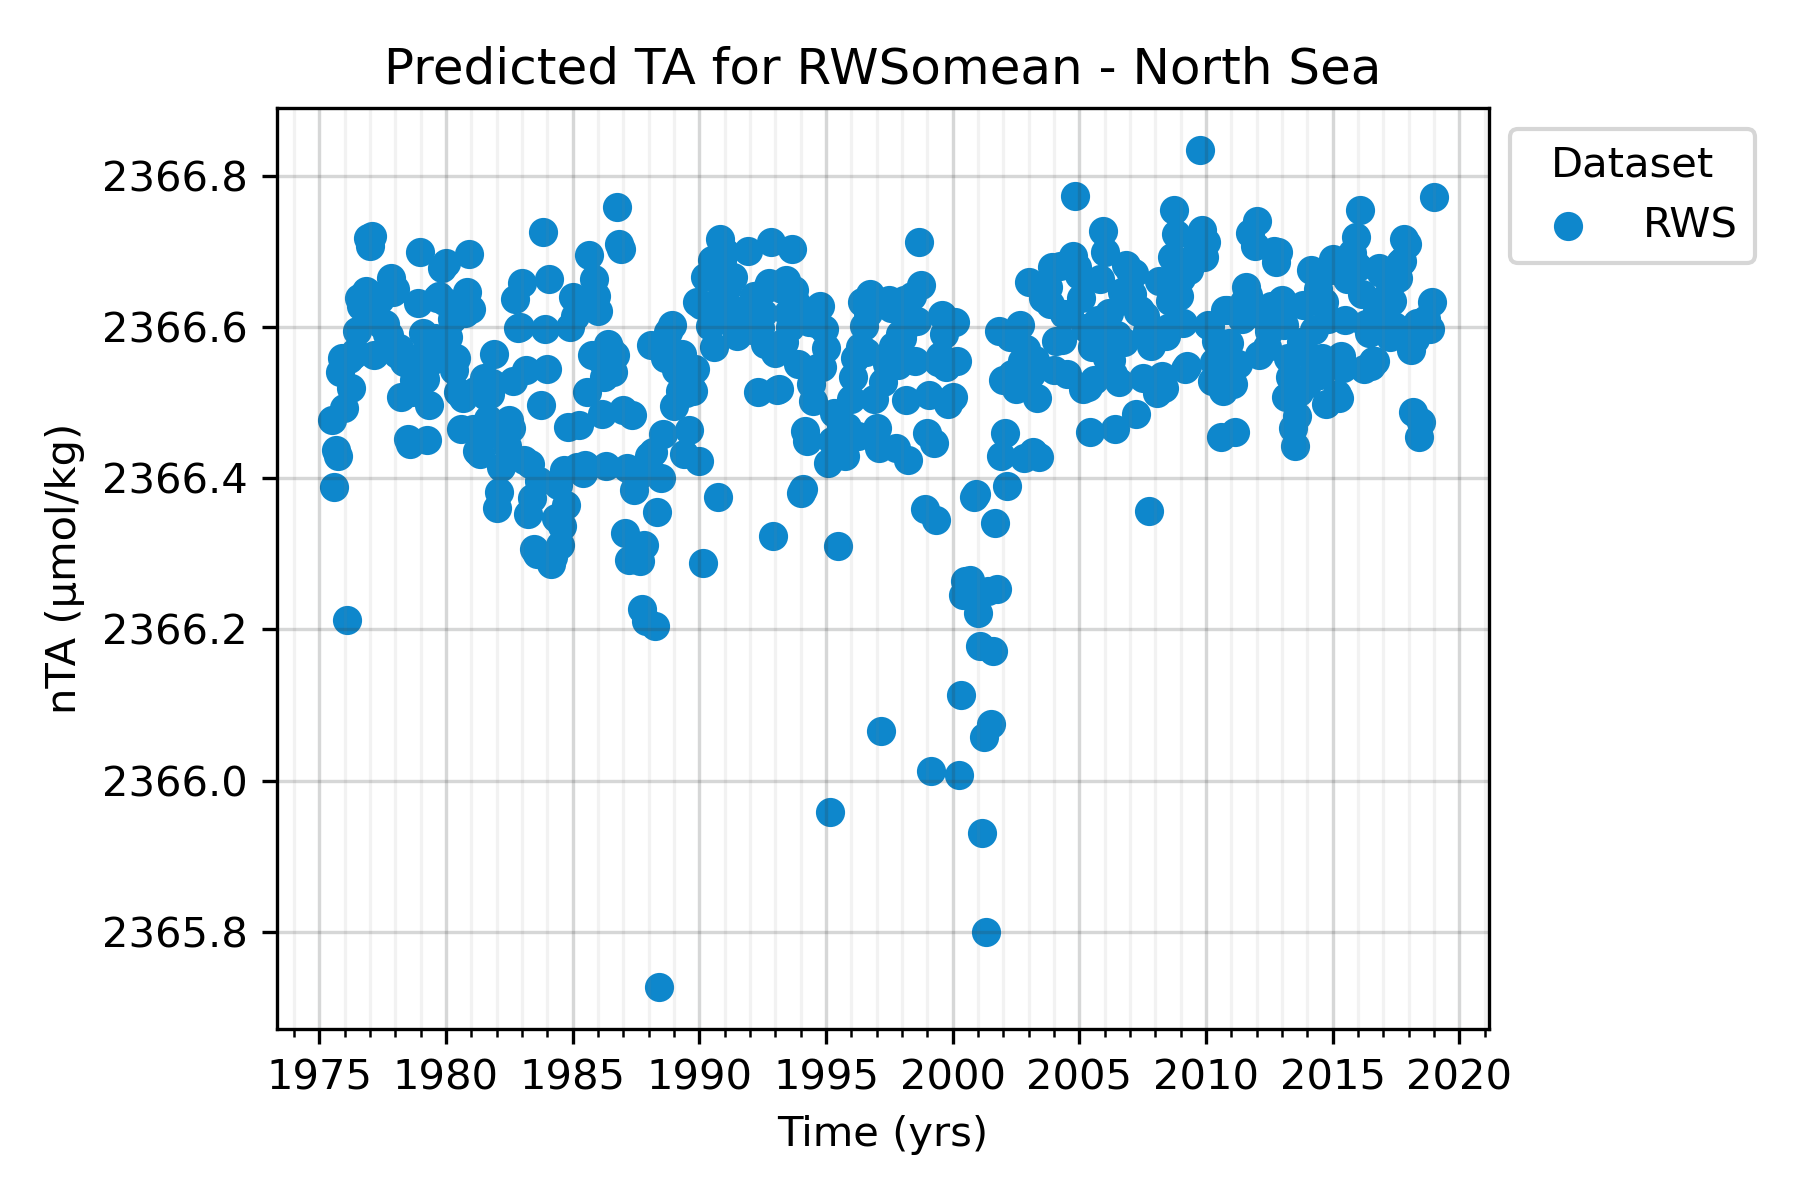 Predicted TA for RWSomean - North Sea
Dataset
RWS
nTA (µmol/kg)
2366.8
2366.6
2366.4
2366.2
2366.0
2365.8
1975 1980 1985 1990 1995 2000 2005 2010 2015 2020
Time (yrs)